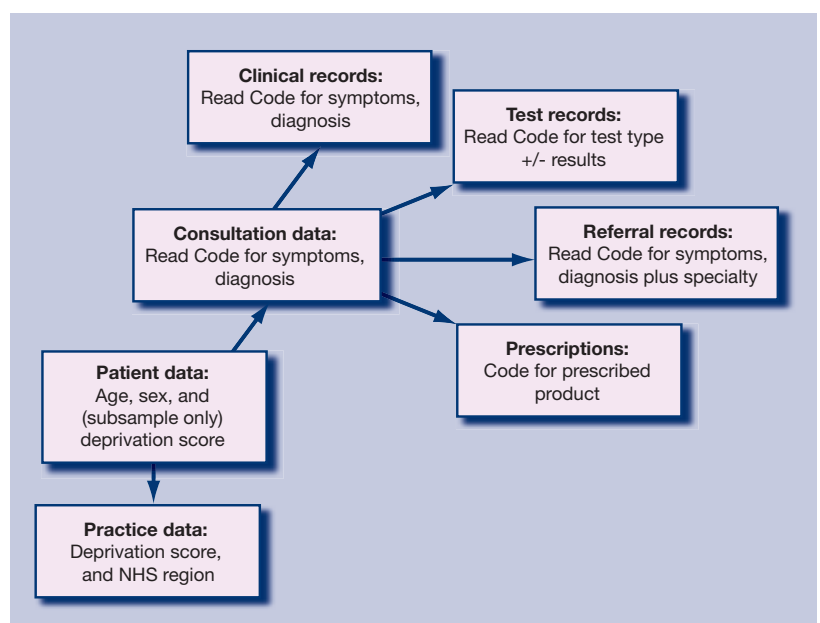 Clinical records:
Read Code for symptoms,
diagnosis
Test records:
Read Code for test type
+/- results
Consultation data:
Read Code for symptoms,
diagnosis
Referral records:
Read Code for symptoms,
diagnosis plus specialty
Prescriptions:
Code for prescribed
product
Patient data:
Age, sex, and
(subsample only)
deprivation score
Practice data:
Deprivation score,
and NHS region